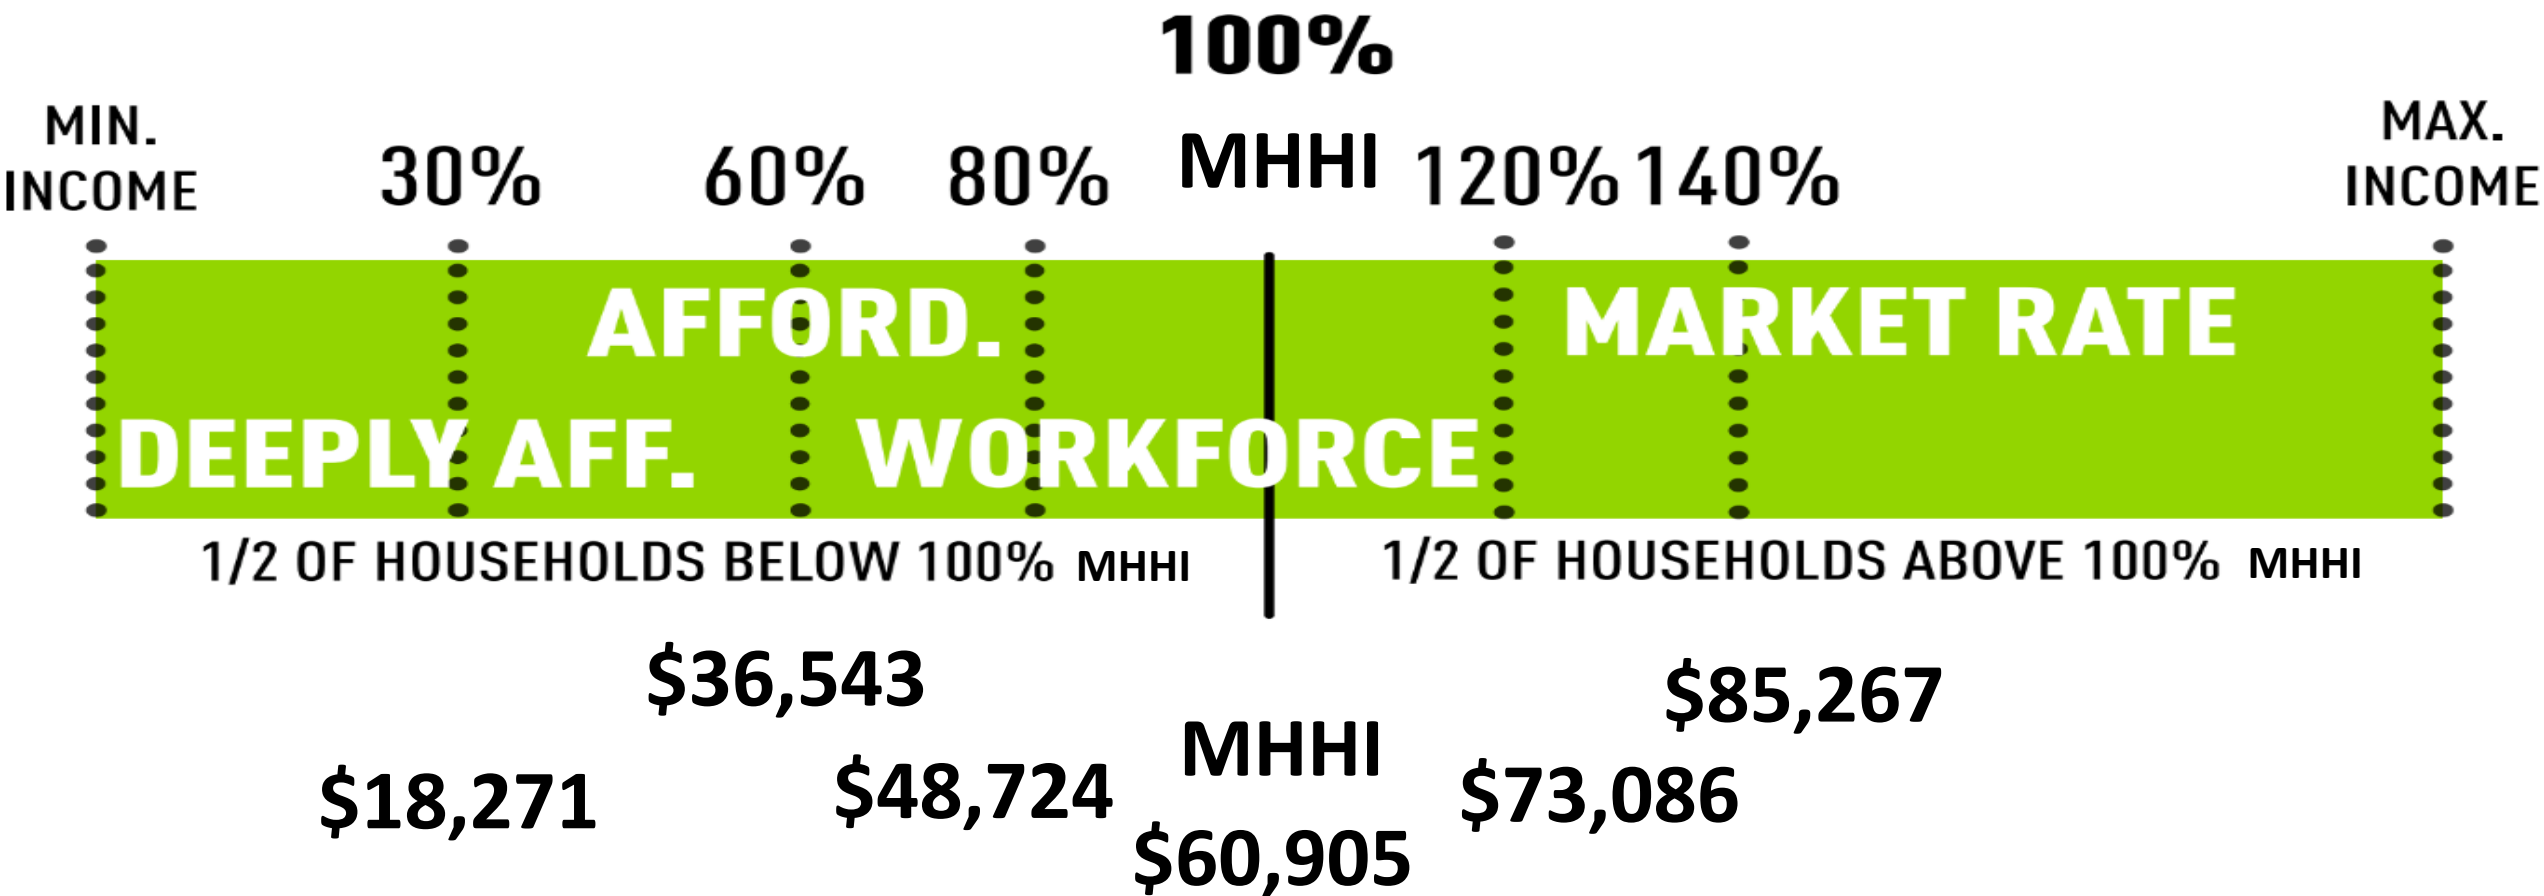 100%
MHHI
MIN.
INCOME
30%
60%
80%
120%
140%
MAX.
INCOME
AFFORD.
MARKET RATE
DEEPLY AFF.
WORKFORCE
1/2 OF HOUSEHOLDS BELOW 100% MHHI
1/2 OF HOUSEHOLDS ABOVE 100% MHHI
$36,543
$85,267
MHHI
$18,271
$48,724
$73,086
$60,905